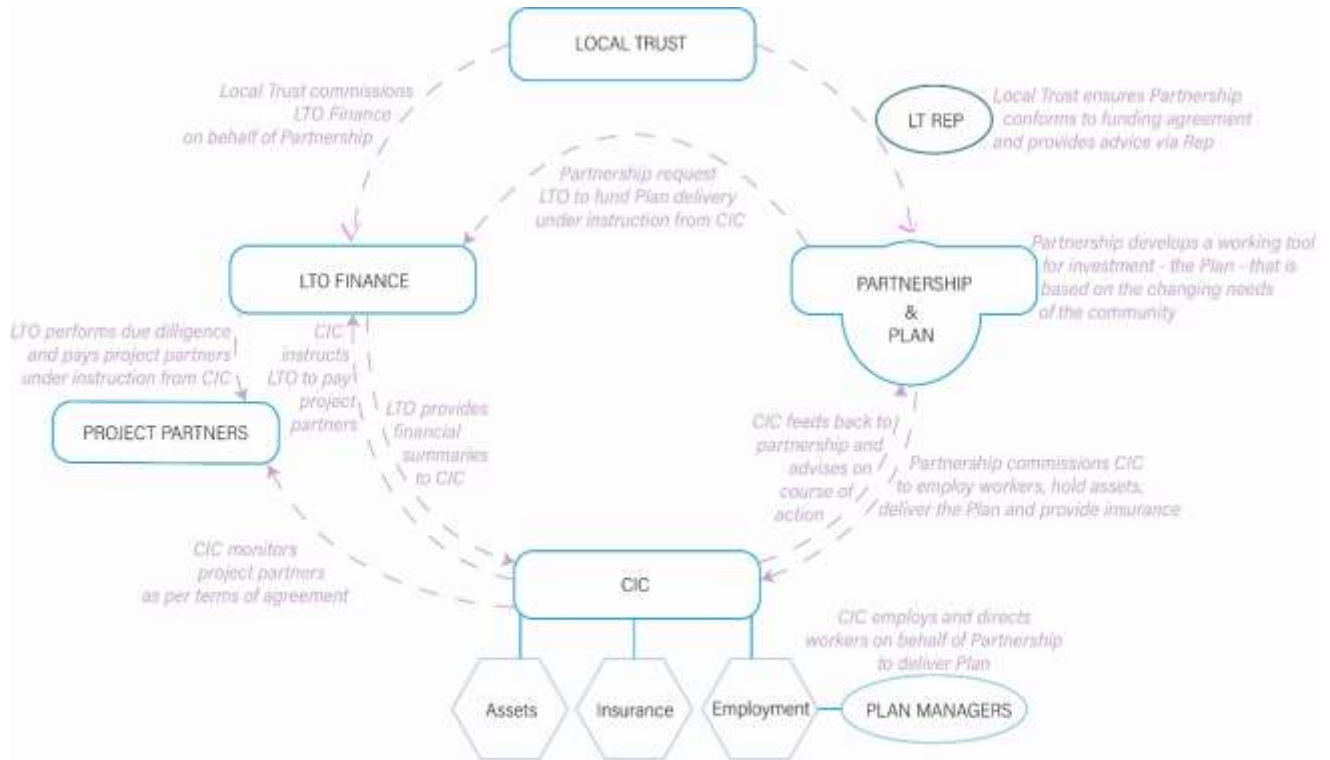 LOCAL TRUST
Local Trust commissions
LTO Finance
on behalf of Partnership
LT REP
Local Trust ensures Partnership
conforms to funding agreement
and provides advice via Rep
Partnership request
LTO to fund Plan delivery
under instruction from CIC
LTO FINANCE
PARTNERSHIP
&
PLAN
Partnership develops a working tool
for investment - the Plan - that is
based on the changing needs
of the community
LTO performs due dilligence
and pays project partners
under instruction from CIC
CIC
instructs
LTO to pay
project
partners
PROJECT PARTNERS
LTO provides
financial
summaries
to CIC
CIC feeds back to
partnership and
advises on
course of
action
Partnership commissions CIC
to employ workers, hold assets,
deliver the Plan and provide insurance
CIC monitors
project partners
as per terms of agreement
CIC
CIC employs and directs
workers on behalf of Partnership
to deliver Plan
Assets
Insurance
Employment
PLAN MANAGERS